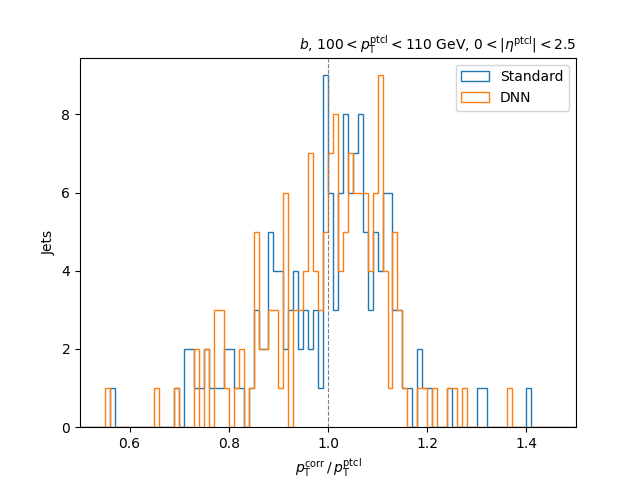 b, 100 < p_T^ptcl < 110 GeV, 0 < |η^ptcl| < 2.5
Standard
DNN
Jets
8
6
4
2
0
0.6 0.8 1.0 1.2 1.4
p_T^corr / p_T^ptcl